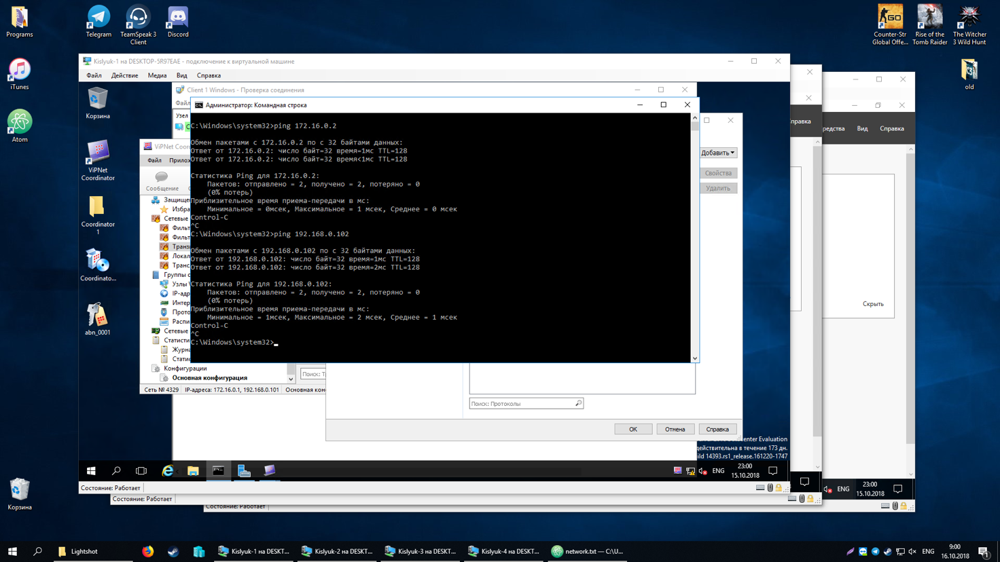 Programs
Telegram
TeamSpeak 3
Client
Discord
Counter-Str
Global Offe...
Rise of the
Tomb Raider
The Witcher
3 Wild Hunt
iTunes
old
Atom
Корзина
Kislyuk-1 на DESKTOP-5R97EAE - подключение к виртуальной машине
Файл Действие Медиа Вид Справка
Корзина
ViPNet
Coordinator
Coordinator
1
Coordinato...
abn_0001
Client 1 Windows - Проверка соединения
Узел
ViPNet Coord
Файл
Сообщение
Сетевые
Фильт
Фильт
Транз
Локал
Транс
Группы
Узлы
IP-адр
Интер
Прото
Распи
Сетевые
Статисти
Журна
Стати
Конфигурации
Основная конфигурация
Сеть № 4329 IP-адреса: 172.16.0.1, 192.168.0.101 Основная кон
Администратор: Командная строка
C:\Windows\system32>ping 172.16.0.2
Обмен пакетами с 172.16.0.2 по с 32 байтами данных:
Ответ от 172.16.0.2: число байт=32 время=1мс TTL=128
Ответ от 172.16.0.2: число байт=32 время<1мс TTL=128
Статистика Ping для 172.16.0.2:
Пакетов: отправлено = 2, получено = 2, потеряно = 0
(0% потерь)
Приблизительное время приема-передачи в мс:
Минимальное = 0мсек, Максимальное = 1 мсек, Среднее = 0 мсек
Control-C
^C
C:\Windows\system32>ping 192.168.0.102
Обмен пакетами с 192.168.0.102 по с 32 байтами данных:
Ответ от 192.168.0.102: число байт=32 время=1мс TTL=128
Ответ от 192.168.0.102: число байт=32 время=2мс TTL=128
Статистика Ping для 192.168.0.102:
Пакетов: отправлено = 2, получено = 2, потеряно = 0
(0% потерь)
Приблизительное время приема-передачи в мс:
Минимальное = 1мсек, Максимальное = 2 мсек, Среднее = 1 мсек
Control-C
^C
C:\Windows\system32>
Добавить
Свойства
Удалить
Поиск: Т
Поиск: Протоколы
ОК Отмена Справка
действительна в течение 173 дн.
ild 14393.rs1_release.161220-1747
ENG 23:00
15.10.2018
Состояние: Работает
Состояние: Работает
Состояние: Работает
правка
редства Вид Справка
Скрыть
ENG 23:00
15.10.2018
Lightshot Kislyuk-1 на DESKT... Kislyuk-2 на DESKT... Kislyuk-3 на DESKT... Kislyuk-4 на DESKT... network.txt — C:\U...
ENG 9:00
16.10.2018
1